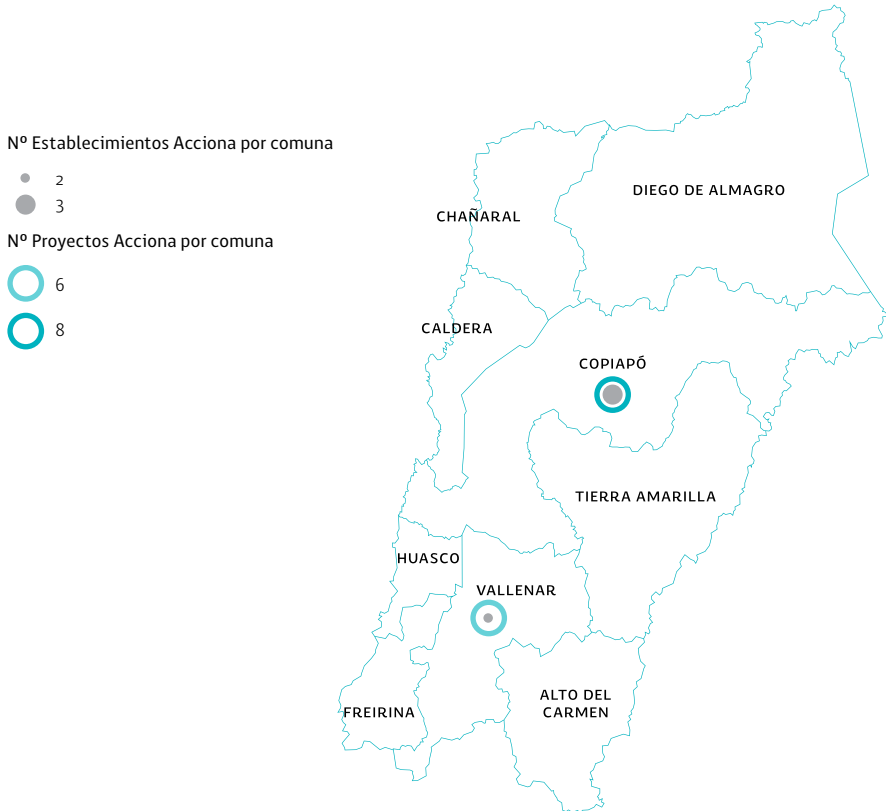 Nº Establecimientos Acciona por comuna
2
3
Nº Proyectos Acciona por comuna
6
8
DIEGO DE ALMAGRO
CHAÑARAL
CALDERA
COPIAPÓ
TIERRA AMARILLA
HUASCO
VALLENAR
ALTO DEL
CARMEN
FREIRINA